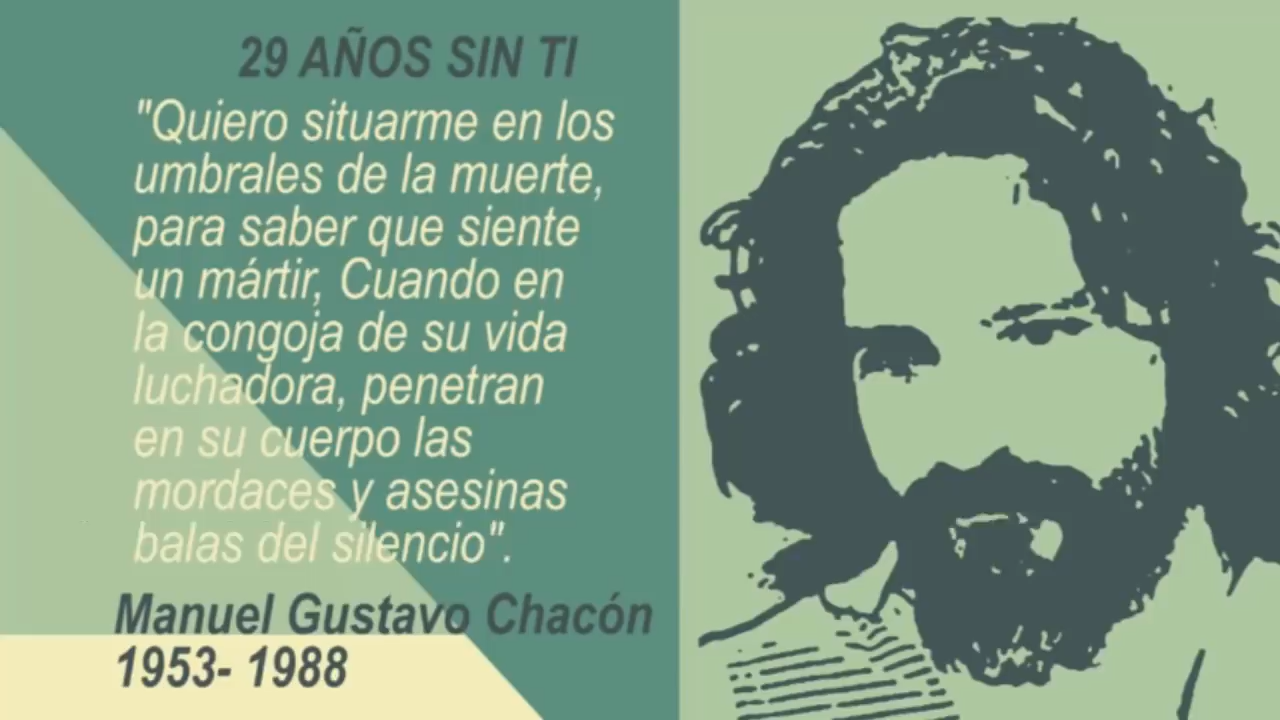 29 AÑOS SIN TI
"Quiero situarme en los
umbrales de la muerte,
para saber que siente
un mártir, Cuando en
la congoja de su vida
luchadora, penetran
en su cuerpo las
mordaces y asesinas
balas del silencio".
Manuel Gustavo Chacón
1953- 1988